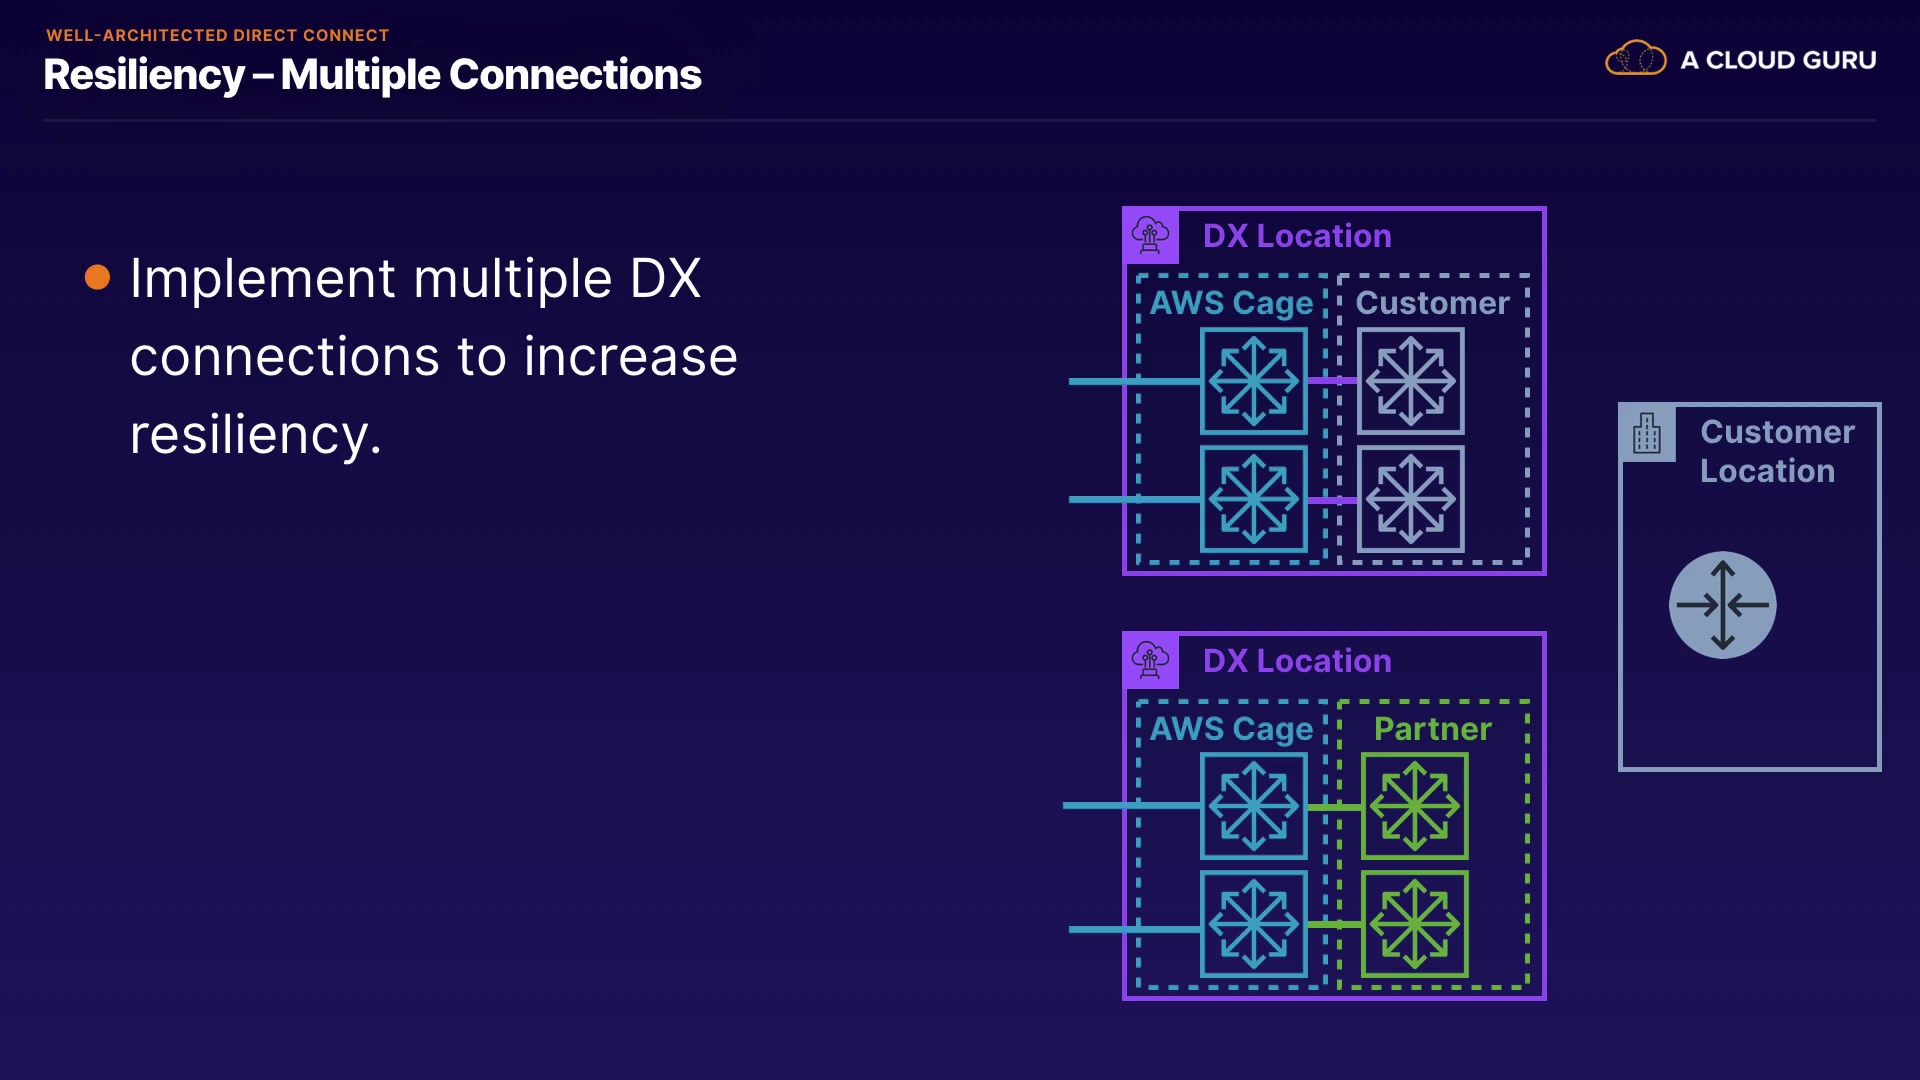 WELL-ARCHITECTED DIRECT CONNECT
Resiliency – Multiple Connections
A CLOUD GURU
Implement multiple DX
connections to increase
resiliency.
DX Location
AWS Cage
Customer
Customer
Location
DX Location
AWS Cage
Partner